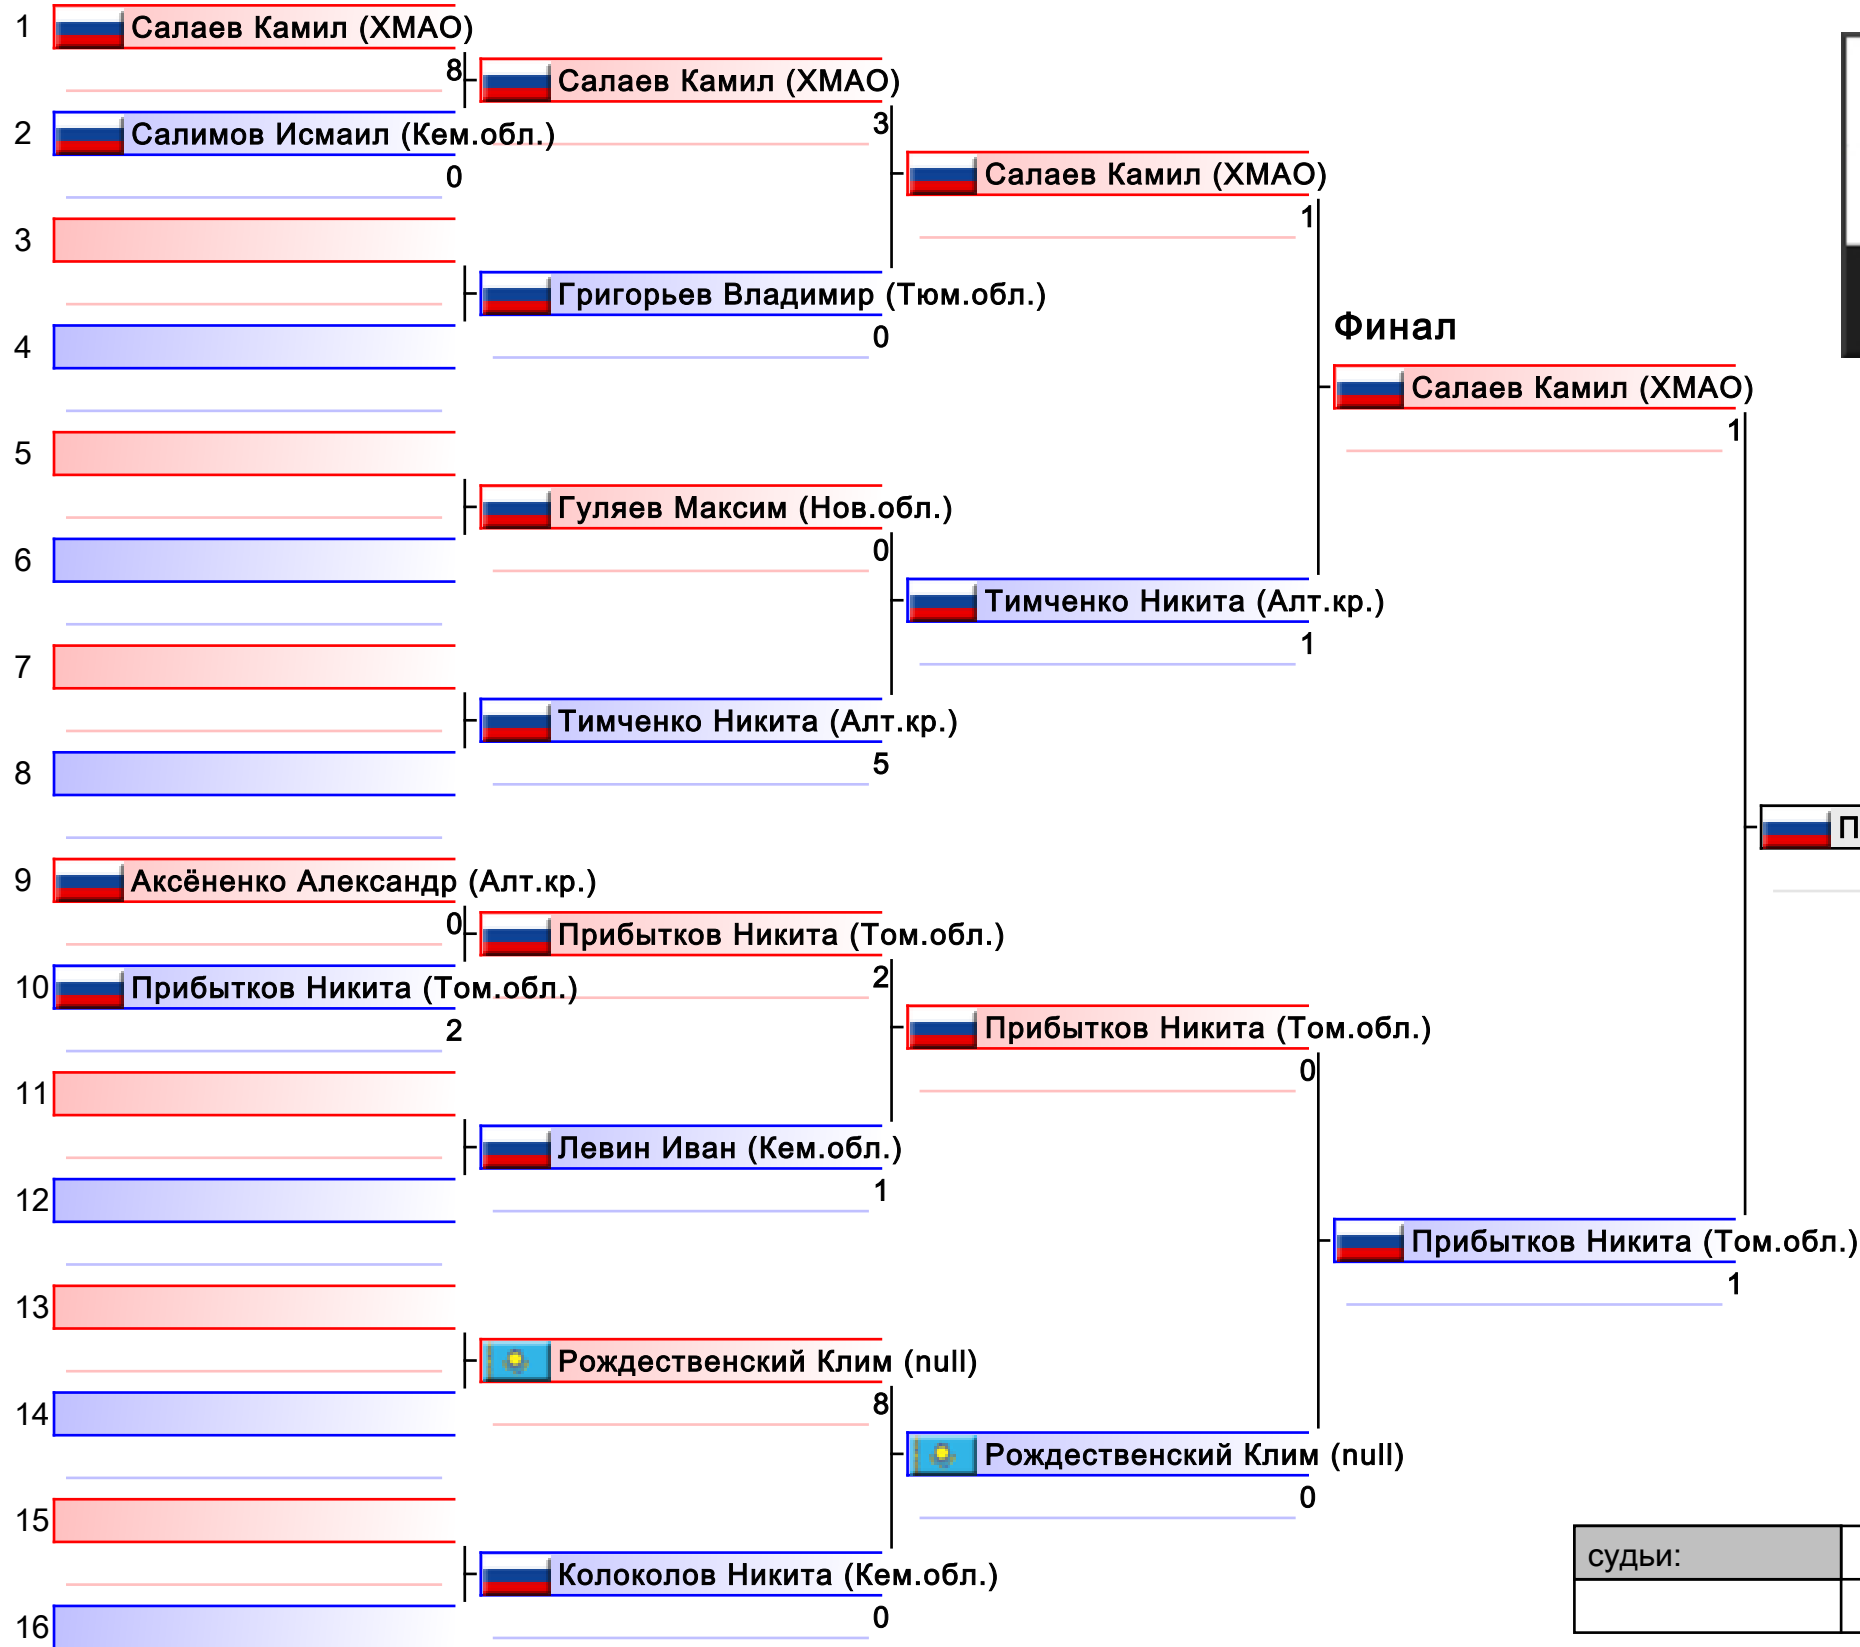 1 Салаев Камил (ХМАО)
8
Салаев Камил (ХМАО)
3
2 Салимов Исмаил (Кем.обл.)
0
Салаев Камил (ХМАО)
1
3
Григорьев Владимир (Тюм.обл.)
0
4
Финал
Салаев Камил (ХМАО)
1
5
Гуляев Максим (Нов.обл.)
0
6
Тимченко Никита (Алт.кр.)
1
7
Тимченко Никита (Алт.кр.)
5
8
П
9 Аксёненко Александр (Алт.кр.)
0
Прибытков Никита (Том.обл.)
2
10 Прибытков Никита (Том.обл.)
2
Прибытков Никита (Том.обл.)
0
11
Левин Иван (Кем.обл.)
1
12
Прибытков Никита (Том.обл.)
1
13
Рождественский Клим (null)
8
14
Рождественский Клим (null)
0
15
Колоколов Никита (Кем.обл.)
0
16
судьи: